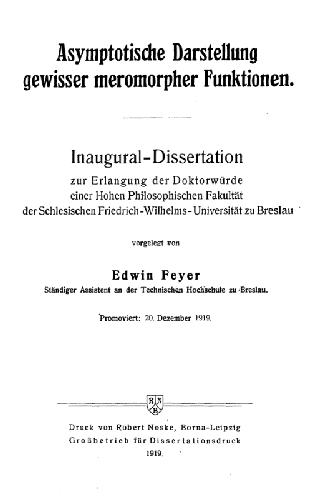 Asymptotische Darstellung
gewisser meromorpher Funktionen.
Inaugural-Dissertation
zur Erlangung der Doktorwürde
einer Hohen Philosophischen Fakultät
der Schlesischen Friedrich-Wilhelms-Universität zu Breslau
vorgelegt von
Edwin Feyer
Ständiger Assistent an der Technischen Hochschule zu Breslau.
Promoviert: 20. Dezember 1919.
Druck von Robert Noske, Borna-Leipzig
Großbetrieb für Dissertationsdruck
1919.